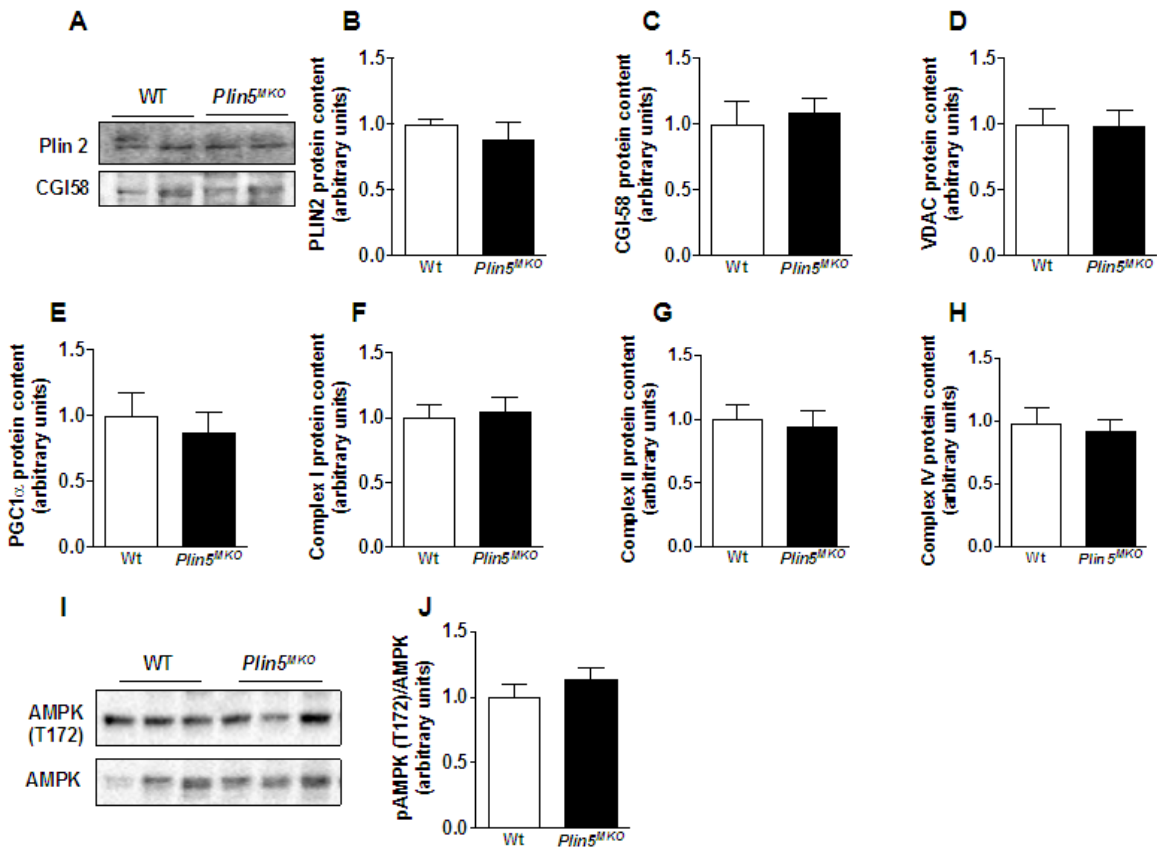 A
WT Plin5MKO
Plin 2
CGI58
B
PLIN2 protein content
(arbitrary units)
1.5
1.0
0.5
0.0
Wt Plin5MKO
C
CGI-58 protein content
(arbitrary units)
1.5
1.0
0.5
0.0
Wt Plin5MKO
D
VDAC protein content
(arbitrary units)
1.5
1.0
0.5
0.0
Wt Plin5MKO
E
PGC1α protein content
(arbitrary units)
1.5
1.0
0.5
0.0
Wt Plin5MKO
F
Complex I protein content
(arbitrary units)
1.5
1.0
0.5
0.0
Wt Plin5MKO
G
Complex II protein content
(arbitrary units)
1.5
1.0
0.5
0.0
Wt Plin5MKO
H
Complex IV protein content
(arbitrary units)
1.5
1.0
0.5
0.0
Wt Plin5MKO
I
WT Plin5MKO
AMPK
(T172)
AMPK
J
pAMPK (T172)/AMPK
(arbitrary units)
1.5
1.0
0.5
0.0
Wt Plin5MKO